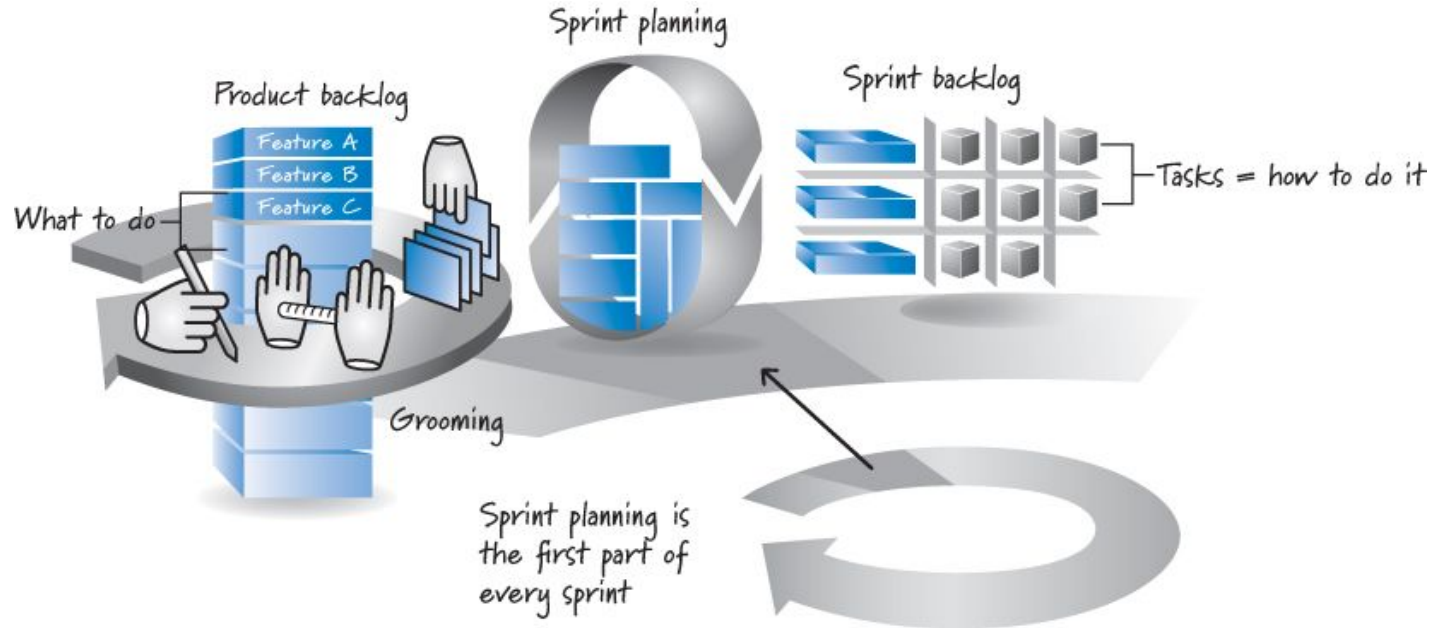 Sprint planning
Product backlog
Sprint backlog
Feature A
Feature B
Feature C
What to do
Tasks = how to do it
Grooming
Sprint planning is
the first part of
every sprint